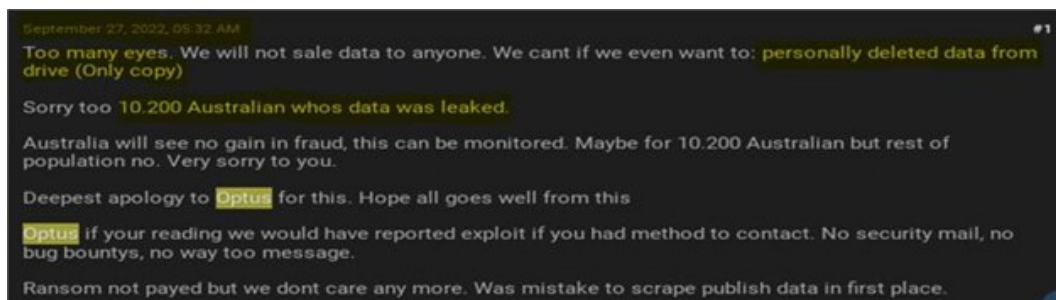 September 27, 2022, 05:32 AM
#1
Too many eyes. We will not sale data to anyone. We cant if we even want to: personally deleted data from
drive (Only copy)
Sorry too 10.200 Australian whos data was leaked.
Australia will see no gain in fraud, this can be monitored. Maybe for 10.200 Australian but rest of
population no. Very sorry to you.
Deepest apology to Optus for this. Hope all goes well from this
Optus if your reading we would have reported exploit if you had method to contact. No security mail, no
bug bountys, no way too message.
Ransom not payed but we dont care any more. Was mistake to scrape publish data in first place.